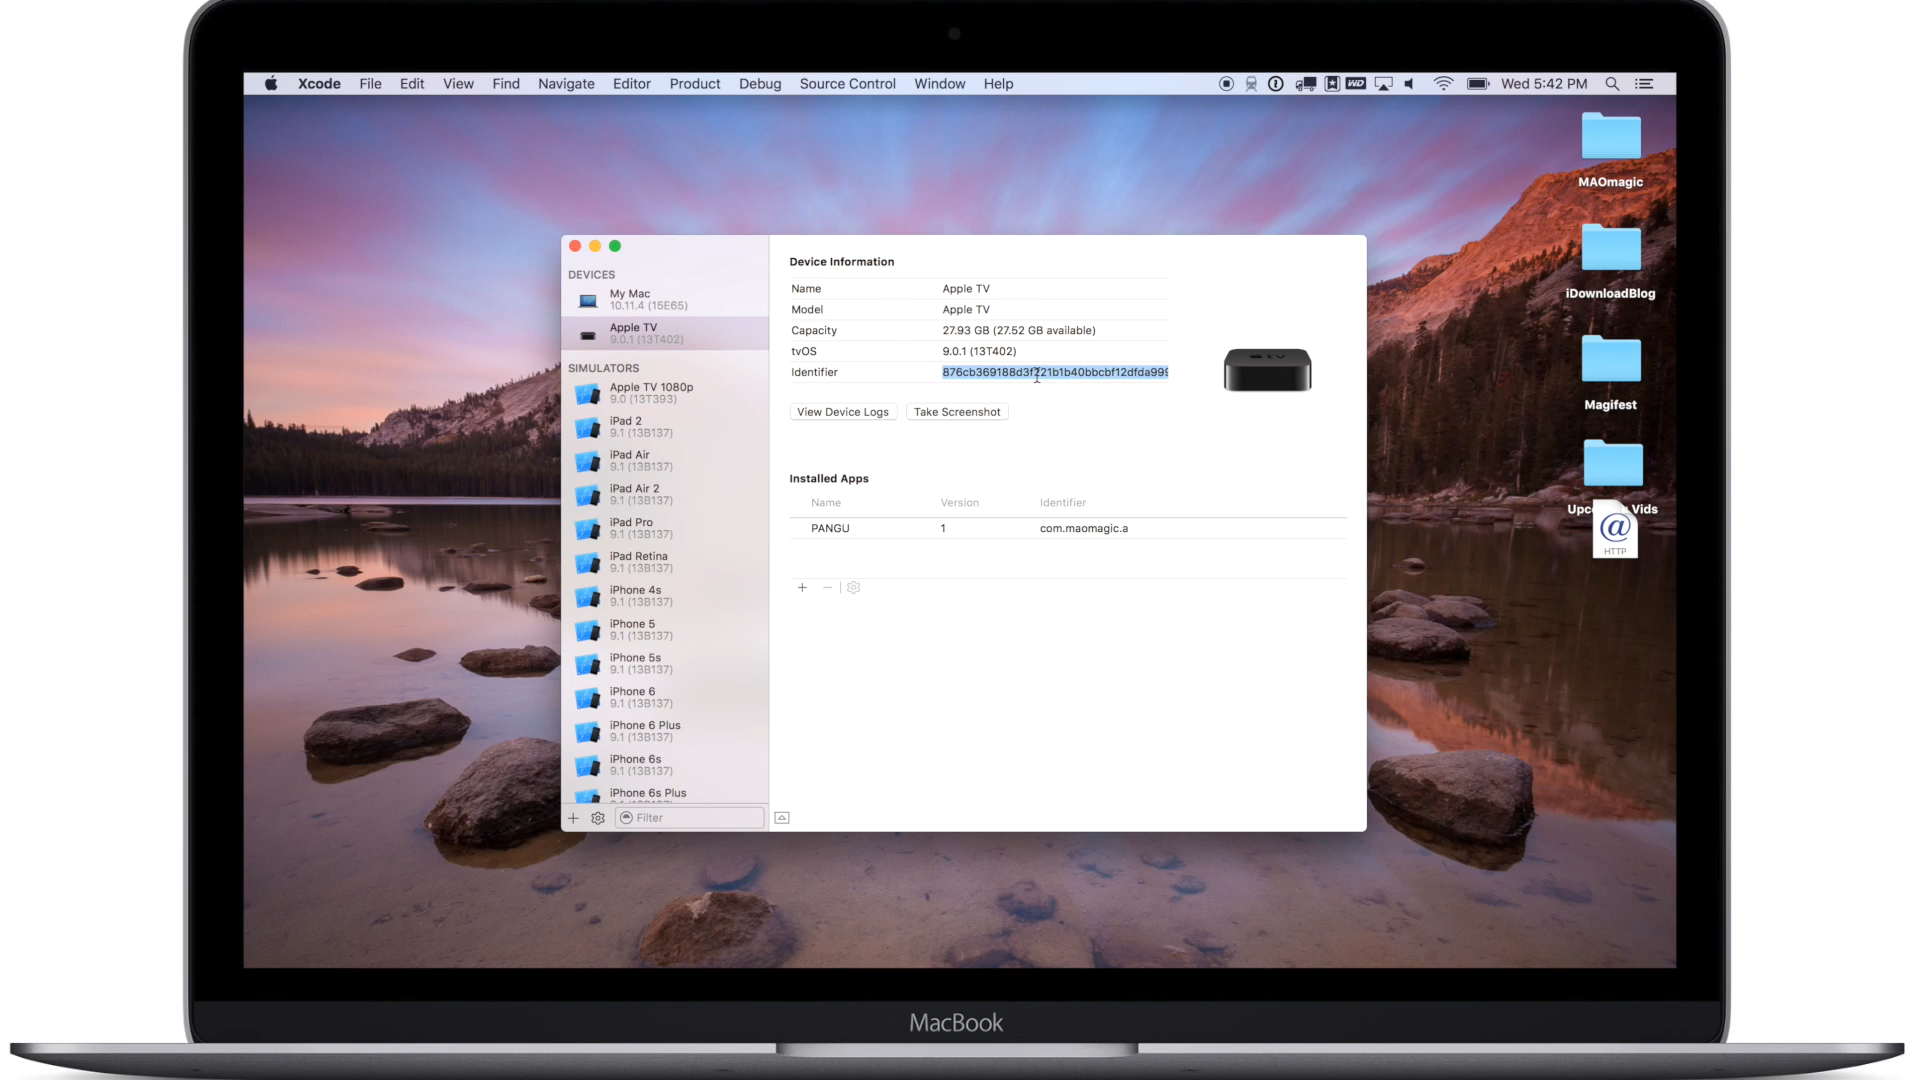 Xcode File Edit View Find Navigate Editor Product Debug Source Control Window Help WD Wed 5:42 PM
MAOmagic
iDownloadBlog
Magifest
Vids
@
HTTP
DEVICES
My Mac
10.11.4 (15E65)
Apple TV
9.0.1 (13T402)
SIMULATORS
Apple TV 1080p
9.0 (13T393)
iPad 2
9.1 (13B137)
iPad Air
9.1 (13B137)
iPad Air 2
9.1 (13B137)
iPad Pro
9.1 (13B137)
iPad Retina
9.1 (13B137)
iPhone 4s
9.1 (13B137)
iPhone 5
9.1 (13B137)
iPhone 5s
9.1 (13B137)
iPhone 6
9.1 (13B137)
iPhone 6 Plus
9.1 (13B137)
iPhone 6s
9.1 (13B137)
iPhone 6s Plus
Filter
Device Information
Name Apple TV
Model Apple TV
Capacity 27.93 GB (27.52 GB available)
tvOS 9.0.1 (13T402)
Identifier
View Device Logs Take Screenshot
tv
Installed Apps
Name Version Identifier
PANGU 1 com.maomagic.a
MacBook